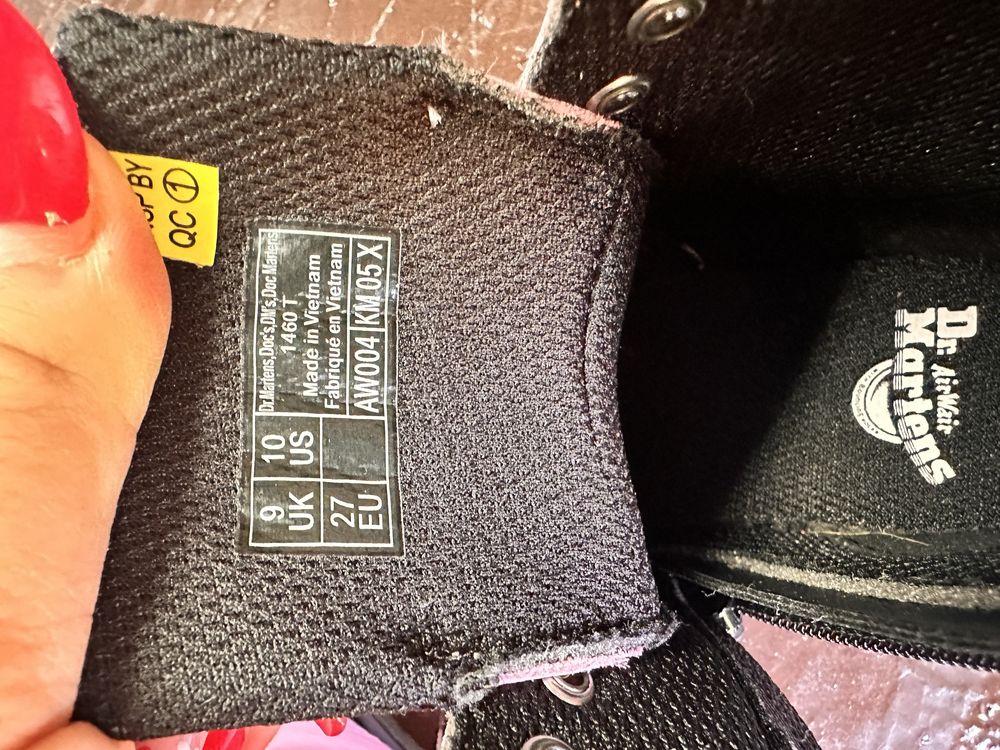 BY
QC 1
Dr.Martens,Doc's,DM's,Doc Martens
1460 T
Made in Vietnam
Fabriqué en Vietnam
AW004 KM 05 X
9 UK
10 US
27 EU
Dr. AirWair
Martens